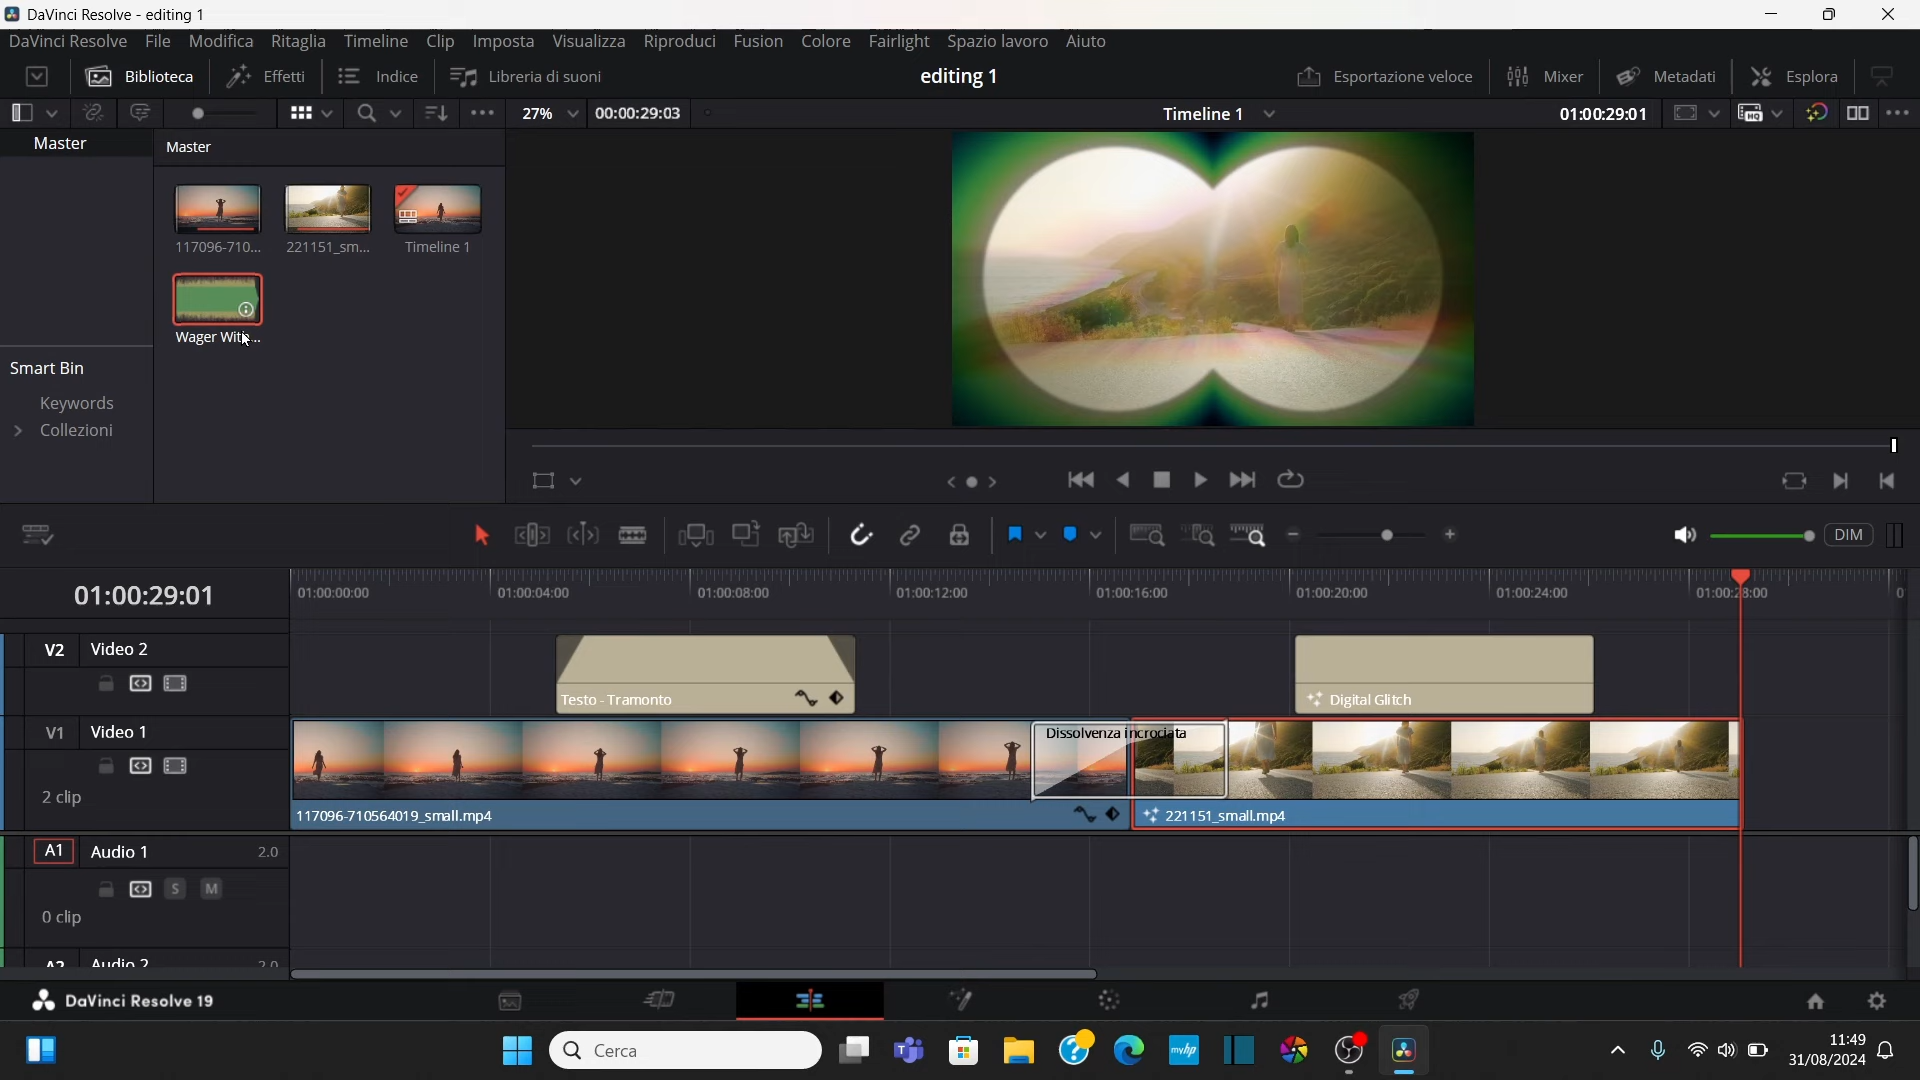 DaVinci Resolve - editing 1
DaVinci Resolve File Modifica Ritaglia Timeline Clip Imposta Visualizza Riproduci Fusion Colore Fairlight Spazio lavoro Aiuto
Biblioteca Effetti Indice Libreria di suoni editing 1 Esportazione veloce Mixer Metadati Esplora
27% 00:00:29:03 Timeline 1 01:00:29:01
Master Master
117096-710... 221151_sm... Timeline 1
Wager With...
Smart Bin
Keywords
Collezioni
DIM
01:00:29:01 01:00:00:00 01:00:04:00 01:00:08:00 01:00:12:00 01:00:16:00 01:00:20:00 01:00:24:00 01:00:28:00
V2 Video 2
Testo - Tramonto Digital Glitch
V1 Video 1 Dissolvenza incrociata
2 clip
117096-710564019_small.mp4 221151_small.mp4
A1 Audio 1 2.0
S M
0 clip
A2 Audio 2 2.0
DaVinci Resolve 19
Cerca
myhp
11:49
31/08/2024